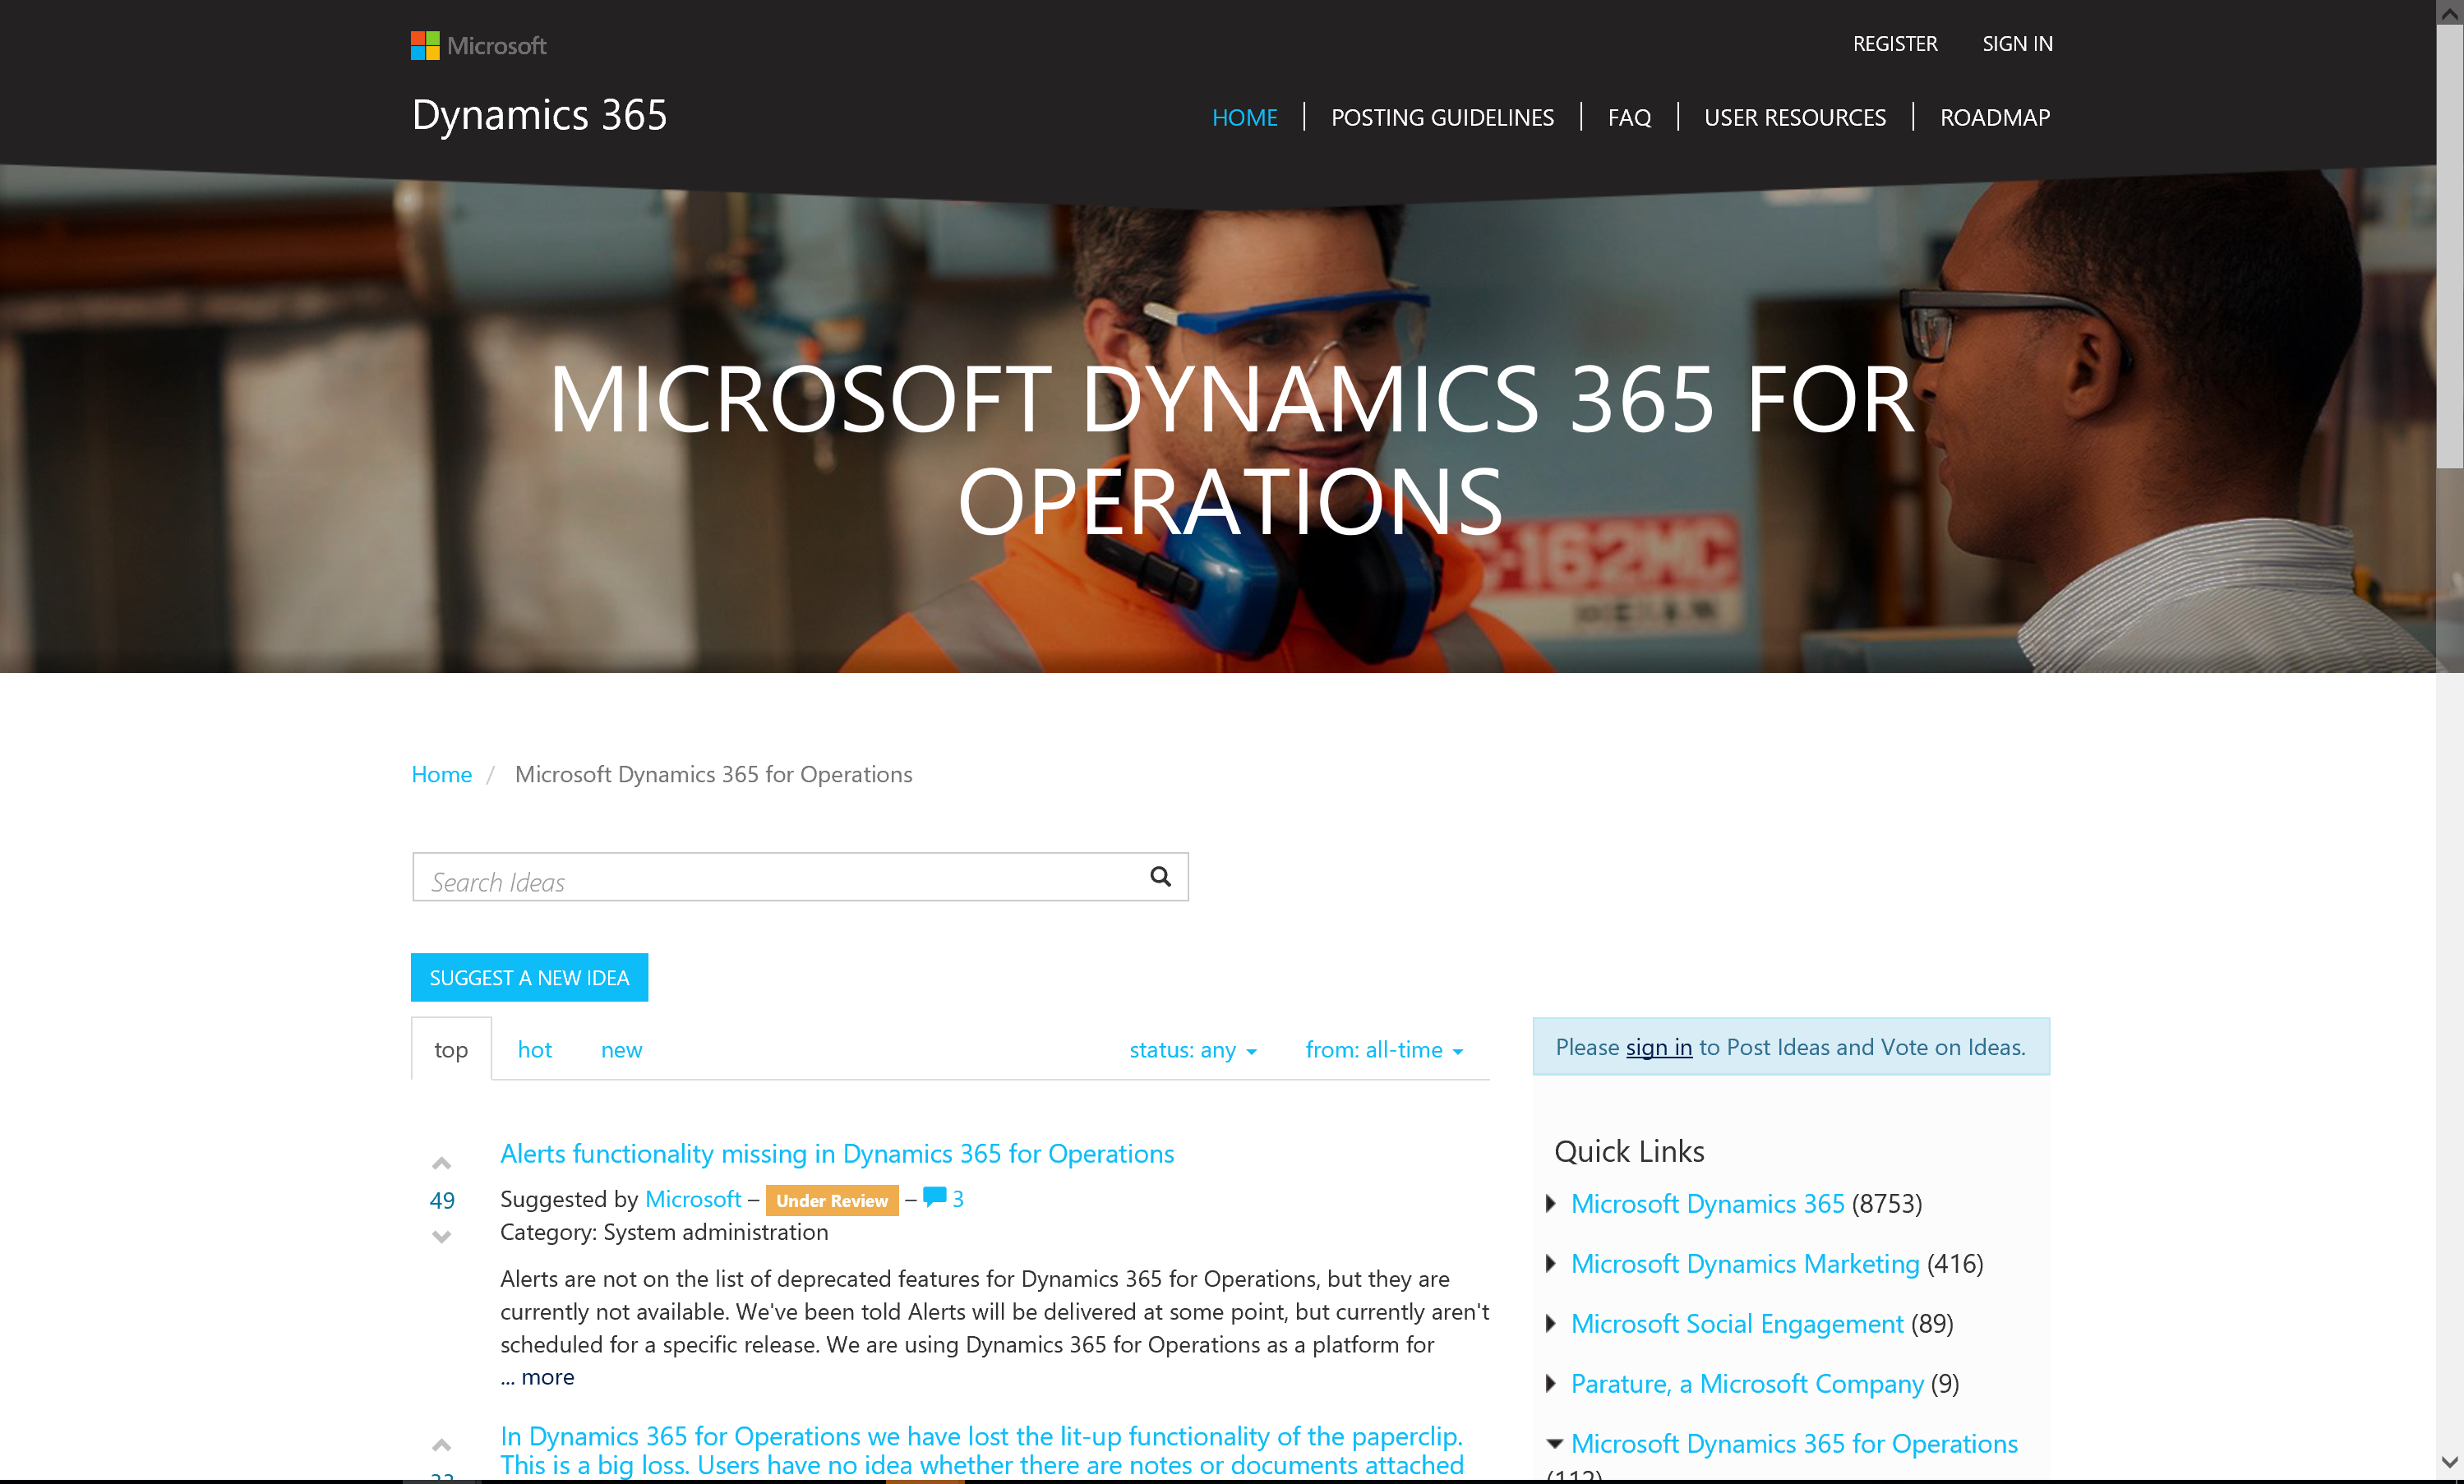 Microsoft
REGISTER SIGN IN
Dynamics 365
HOME POSTING GUIDELINES FAQ USER RESOURCES ROADMAP
MICROSOFT DYNAMICS 365 FOR
OPERATIONS
C-162MC
Home / Microsoft Dynamics 365 for Operations
Search Ideas
SUGGEST A NEW IDEA
top hot new status: any from: all-time
Alerts functionality missing in Dynamics 365 for Operations
49
Suggested by Microsoft – Under Review – 3
Category: System administration
Alerts are not on the list of deprecated features for Dynamics 365 for Operations, but they are
currently not available. We've been told Alerts will be delivered at some point, but currently aren't
scheduled for a specific release. We are using Dynamics 365 for Operations as a platform for
... more
In Dynamics 365 for Operations we have lost the lit-up functionality of the paperclip.
This is a big loss. Users have no idea whether there are notes or documents attached
Please sign in to Post Ideas and Vote on Ideas.
Quick Links
Microsoft Dynamics 365 (8753)
Microsoft Dynamics Marketing (416)
Microsoft Social Engagement (89)
Parature, a Microsoft Company (9)
Microsoft Dynamics 365 for Operations